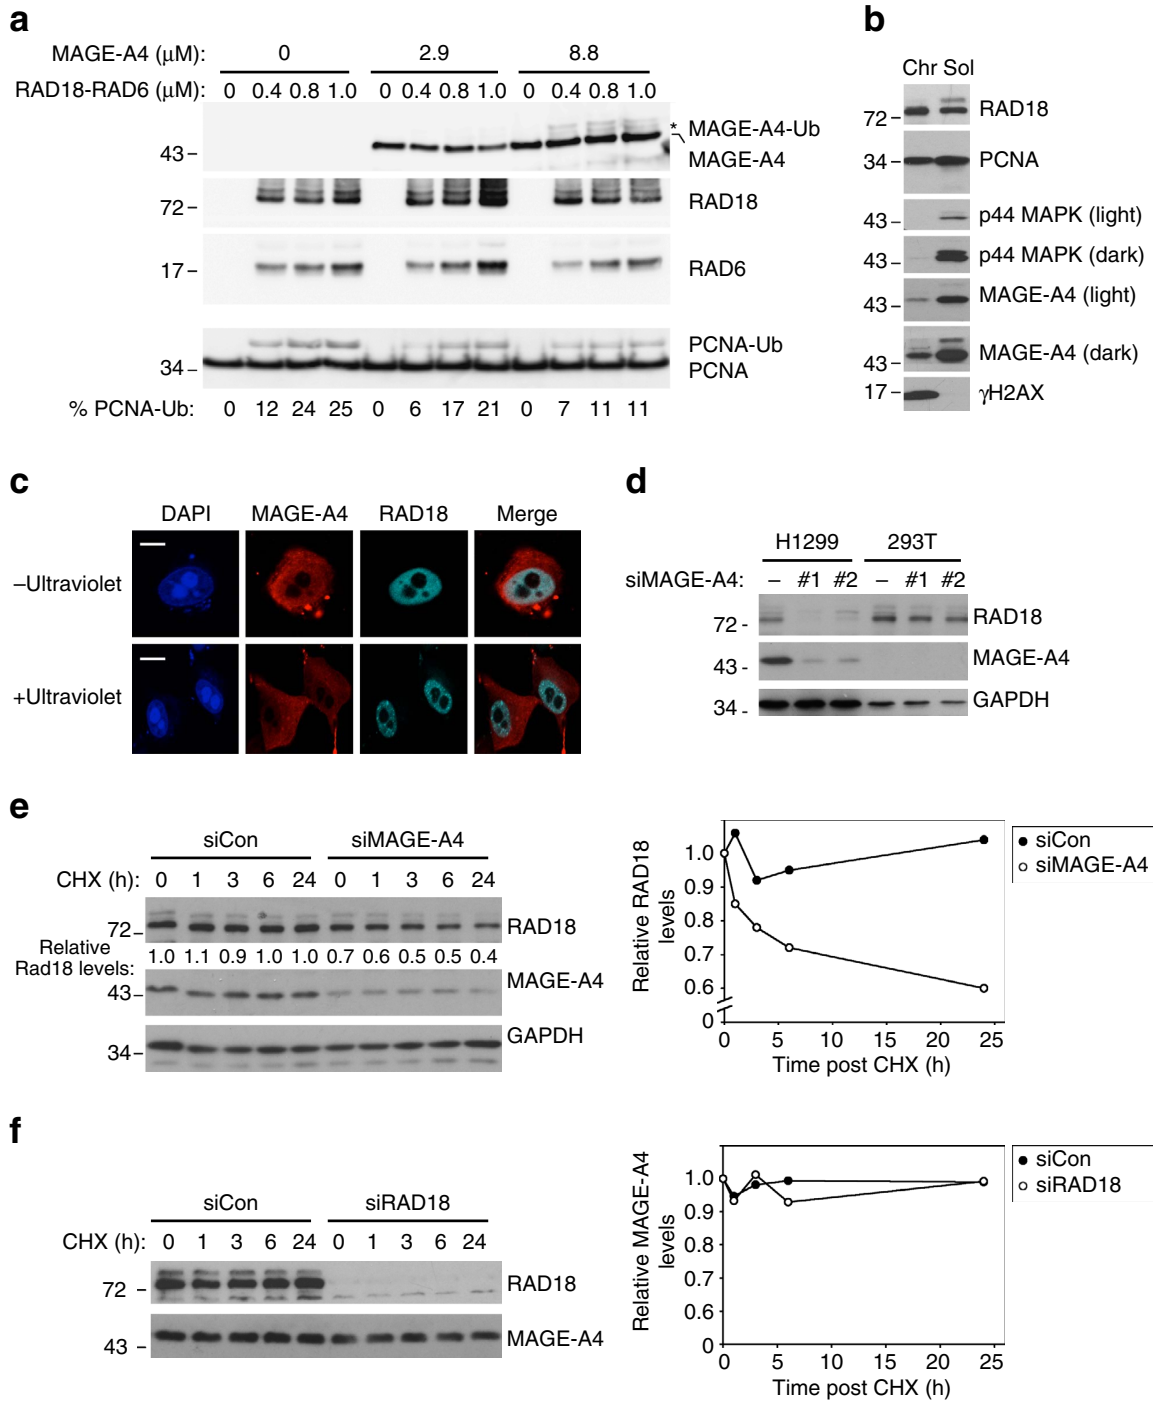 a
MAGE-A4 (μM): 0 2.9 8.8
RAD18-RAD6 (μM): 0 0.4 0.8 1.0 0 0.4 0.8 1.0 0 0.4 0.8 1.0
* MAGE-A4-Ub
43 – MAGE-A4
72 – RAD18
17 – RAD6
PCNA-Ub
34 – PCNA
% PCNA-Ub: 0 12 24 25 0 6 17 21 0 7 11 11
b
Chr Sol
72 – RAD18
34 – PCNA
43 – p44 MAPK (light)
43 – p44 MAPK (dark)
43 – MAGE-A4 (light)
43 – MAGE-A4 (dark)
17 – γH2AX
c
DAPI MAGE-A4 RAD18 Merge
–Ultraviolet
+Ultraviolet
d
H1299 293T
siMAGE-A4: – #1 #2 – #1 #2
72 - RAD18
43 - MAGE-A4
34 - GAPDH
e
siCon siMAGE-A4
CHX (h): 0 1 3 6 24 0 1 3 6 24
72 – RAD18
Relative
Rad18 levels: 1.0 1.1 0.9 1.0 1.0 0.7 0.6 0.5 0.5 0.4
43 – MAGE-A4
34 – GAPDH
Relative RAD18
levels
1.0
0.9
0.8
0.7
0.6
0
0 5 10 15 20 25
Time post CHX (h)
siCon
siMAGE-A4
f
siCon siRAD18
CHX (h): 0 1 3 6 24 0 1 3 6 24
72 – RAD18
43 – MAGE-A4
Relative MAGE-A4
levels
1.0
0.9
0.8
0.7
0.6
0
0 5 10 15 20 25
Time post CHX (h)
siCon
siRAD18